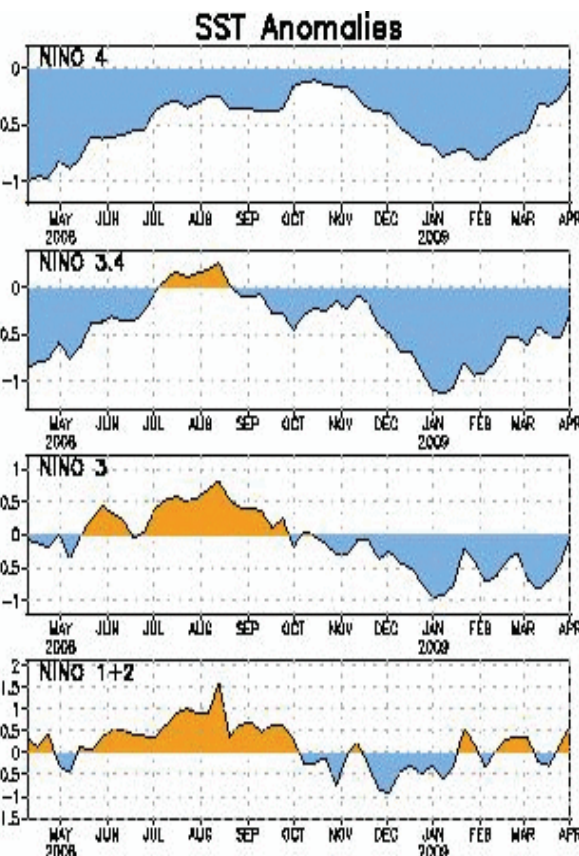 SST Anomalies
NINO 4
0
0.5
-1
MAY JUN JUL AUG SEP OCT NOV DEC JAN FEB MAR APR
2008 2009
NINO 3.4
0
0.5
-1
MAY JUN JUL AUG SEP OCT NOV DEC JAN FEB MAR APR
2008 2009
NINO 3
1
0.5
0
0.5
-1
MAY JUN JUL AUG SEP OCT NOV DEC JAN FEB MAR APR
2008 2009
NINO 1+2
2
1.5
1
0.5
0
0.5
-1
1.5
MAY JUN JUL AUG SEP OCT NOV DEC JAN FEB MAR APR
2008 2009